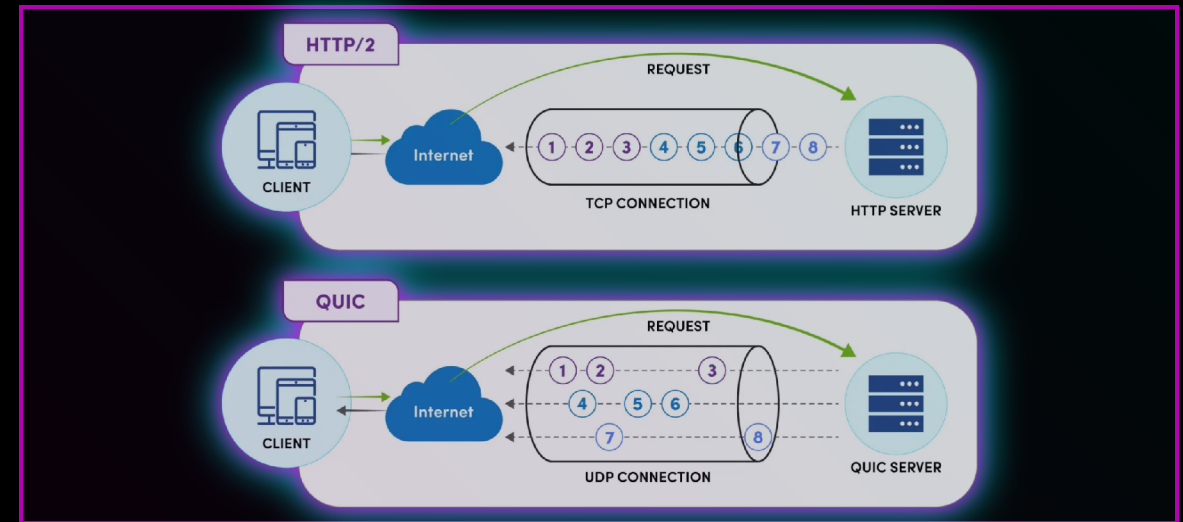 HTTP/2
REQUEST
1 2 3 4 5 6 7 8
Internet
CLIENT
TCP CONNECTION
HTTP SERVER
QUIC
REQUEST
1 2 3
4 5 6
Internet
7 8
CLIENT
UDP CONNECTION
QUIC SERVER